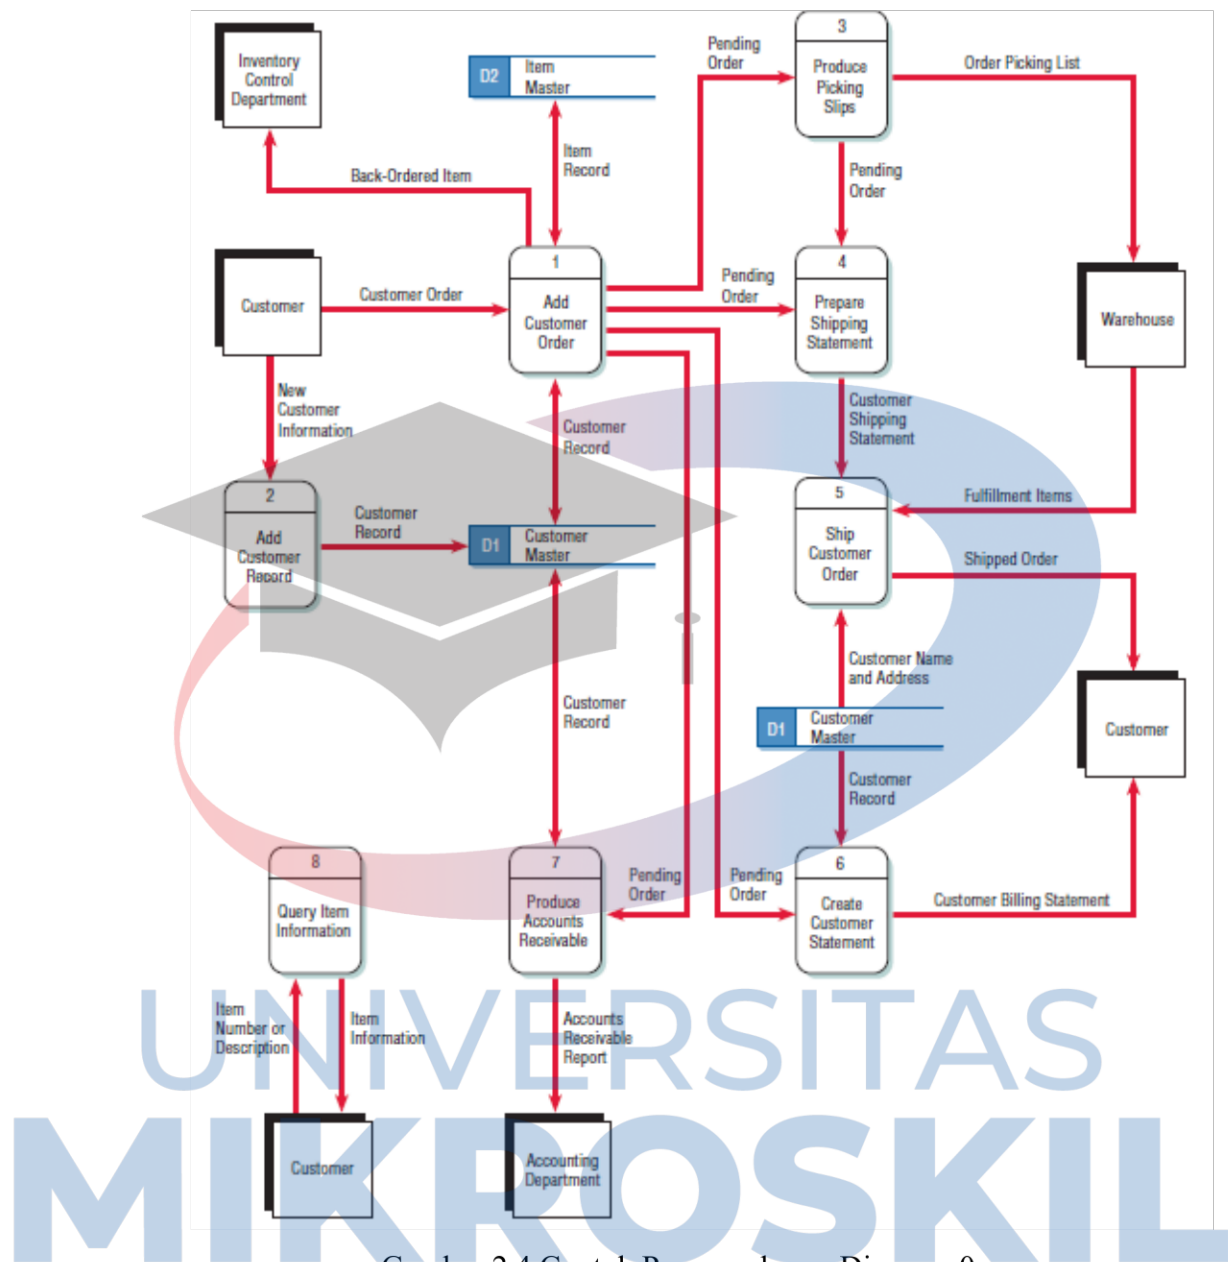 3
Produce
Picking
Slips
Pending
Order
Order Picking List
Inventory
Control
Department
D2
Item
Master
Item
Record
Back-Ordered Item
Pending
Order
1
Add
Customer
Order
Customer
Customer Order
Pending
Order
4
Prepare
Shipping
Statement
Warehouse
New
Customer
Information
Customer
Record
Customer
Shipping
Statement
2
Add
Customer
Record
Customer
Record
D1
Customer
Master
5
Ship
Customer
Order
Fulfillment Items
Shipped Order
Customer Name
and Address
Customer
Record
D1
Customer
Master
Customer
Customer
Record
8
Query Item
Information
7
Produce
Accounts
Receivable
Pending
Order
Pending
Order
6
Create
Customer
Statement
Customer Billing Statement
Item
Number or
Description
Item
Information
Accounts
Receivable
Report
UNIVERSITAS
MIKROSKIL
Customer
Accounting
Department